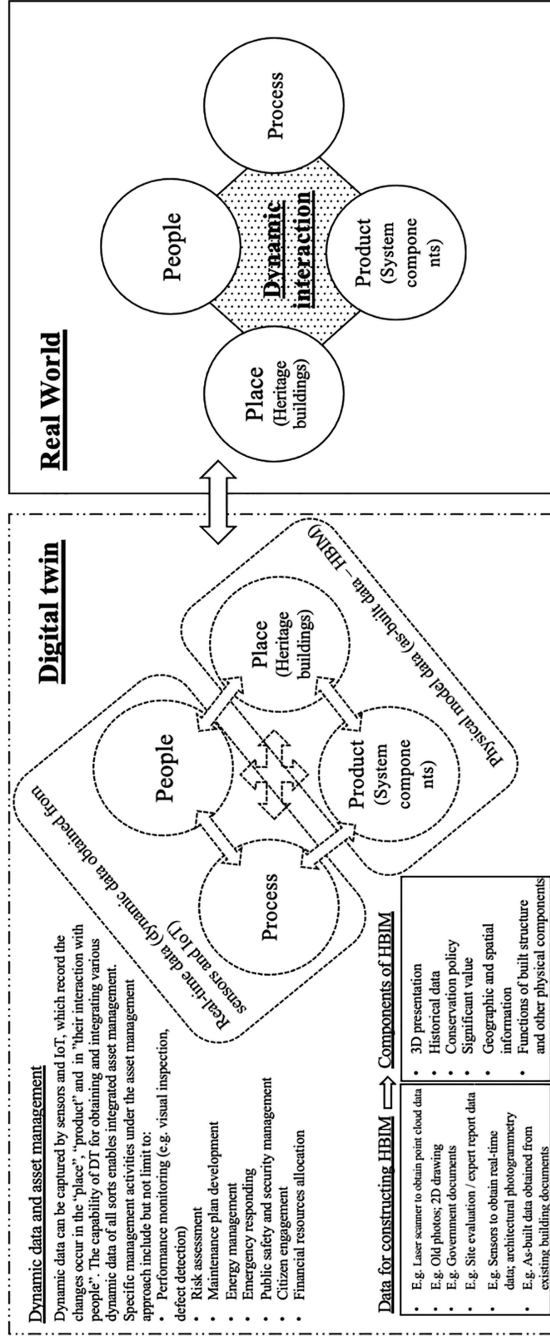 Dynamic data and asset management
Dynamic data can be captured by sensors and IoT, which record the
changes occur in the “place”, “product” and in ”their interaction with
people”. The capability of DT for obtaining and integrating various
dynamic data of all sorts enables integrated asset management.
Specific management activities under the asset management
approach include but not limit to:
• Performance monitoring (e.g. visual inspection,
defect detection)
• Risk assessment
• Maintenance plan development
• Energy management
• Emergency responding
• Public safety and security management
• Citizen engagement
• Financial resources allocation
Data for constructing HBIM
• E.g. Laser scanner to obtain point cloud data
• E.g. Old photos; 2D drawing
• E.g. Government documents
• E.g. Site evaluation / expert report data
• E.g. Sensors to obtain real-time
data; architectural photogrammetry
• E.g. As-built data obtained from
existing building documents
Components of HBIM
• 3D presentation
• Historical data
• Conservation policy
• Significant value
• Geographic and spatial
information
• Functions of built structure
and other physical components
Digital twin
Real-time data (dynamic data obtained from
sensors and IoT)
People
Process
Place
(Heritage
buildings)
Product
(System
compone
nts)
Physical model data (as-built data – HBIM)
Real World
People
Place
(Heritage
buildings)
Dynamic
interaction
Process
Product
(System
compone
nts)